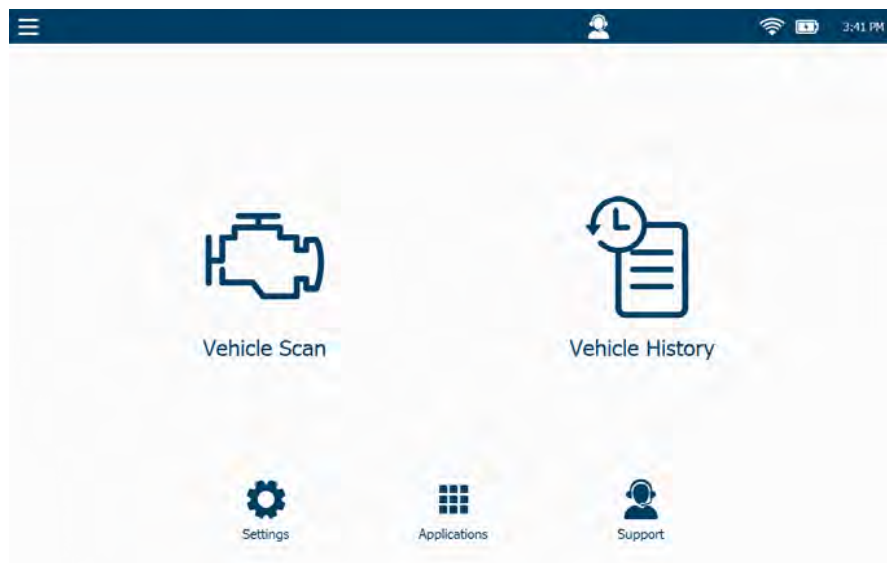 3:41 PM
Vehicle Scan
Vehicle History
Settings
Applications
Support